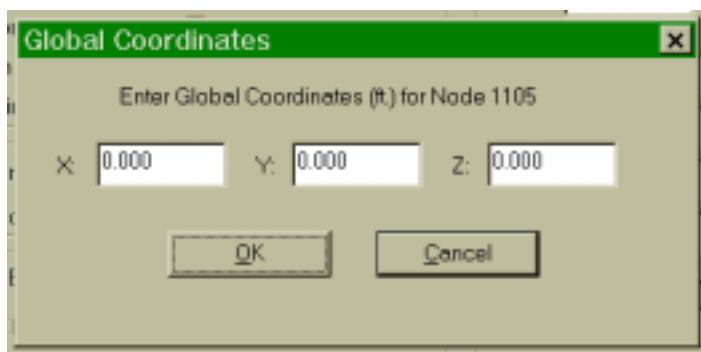 Global Coordinates
Enter Global Coordinates (ft.) for Node 1105
X: 0.000 Y: 0.000 Z: 0.000
OK Cancel